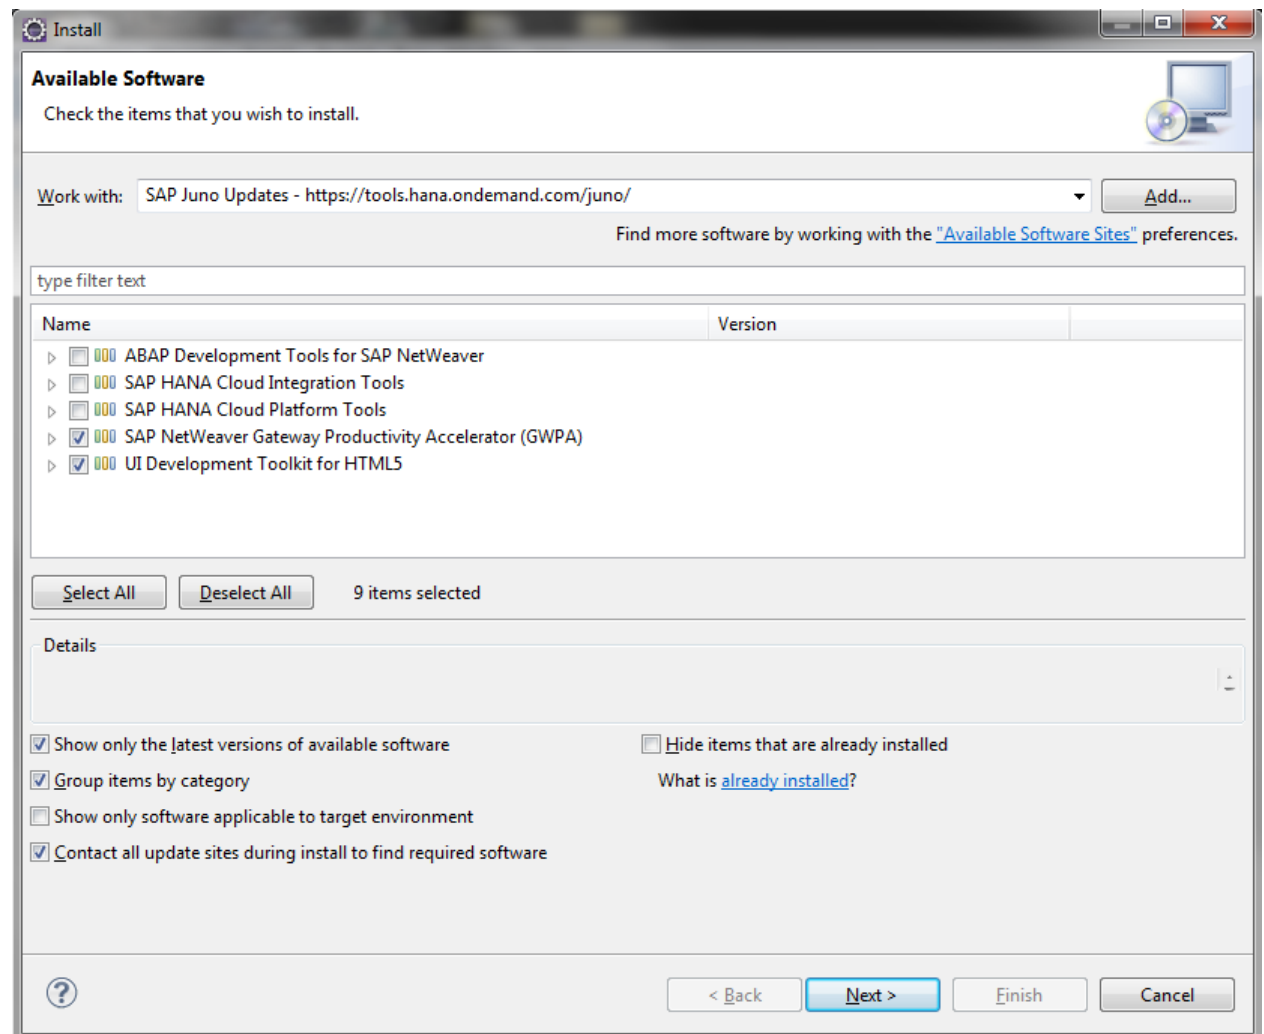 Install
Available Software
Check the items that you wish to install.
Work with: SAP Juno Updates - https://tools.hana.ondemand.com/juno/ Add...
Find more software by working with the "Available Software Sites" preferences.
type filter text
Name Version
ABAP Development Tools for SAP NetWeaver
SAP HANA Cloud Integration Tools
SAP HANA Cloud Platform Tools
SAP NetWeaver Gateway Productivity Accelerator (GWPA)
UI Development Toolkit for HTML5
Select All Deselect All 9 items selected
Details
Show only the latest versions of available software Hide items that are already installed
Group items by category What is already installed?
Show only software applicable to target environment
Contact all update sites during install to find required software
? < Back Next > Finish Cancel